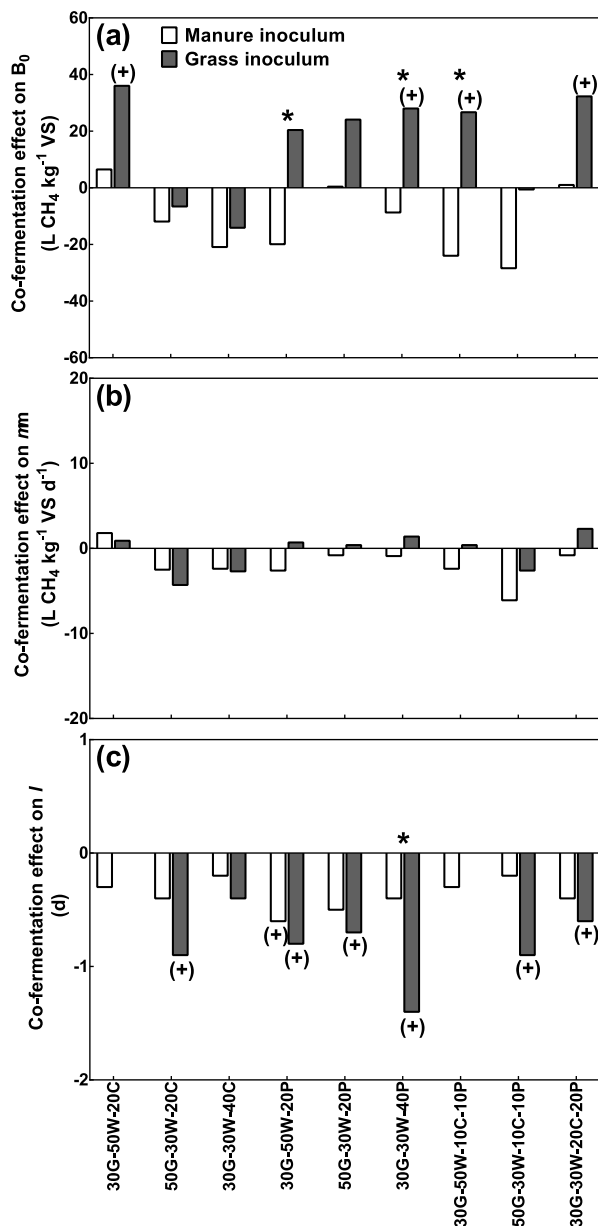 (a)
Manure inoculum
Grass inoculum
Co-fermentation effect on B0
(L CH4 kg-1 VS)
60
40
20
0
-20
-40
-60
(+)
*
*
(+)
*
(+)
(+)
(b)
Co-fermentation effect on mm
(L CH4 kg-1 VS d-1)
20
10
0
-10
-20
(c)
Co-fermentation effect on l
(d)
1
0
-1
-2
*
(+)
(+)
(+)
(+)
(+)
(+)
(+)
30G-50W-20C
50G-30W-20C
30G-30W-40C
30G-50W-20P
50G-30W-20P
30G-30W-40P
30G-50W-10C-10P
50G-30W-10C-10P
30G-30W-20C-20P